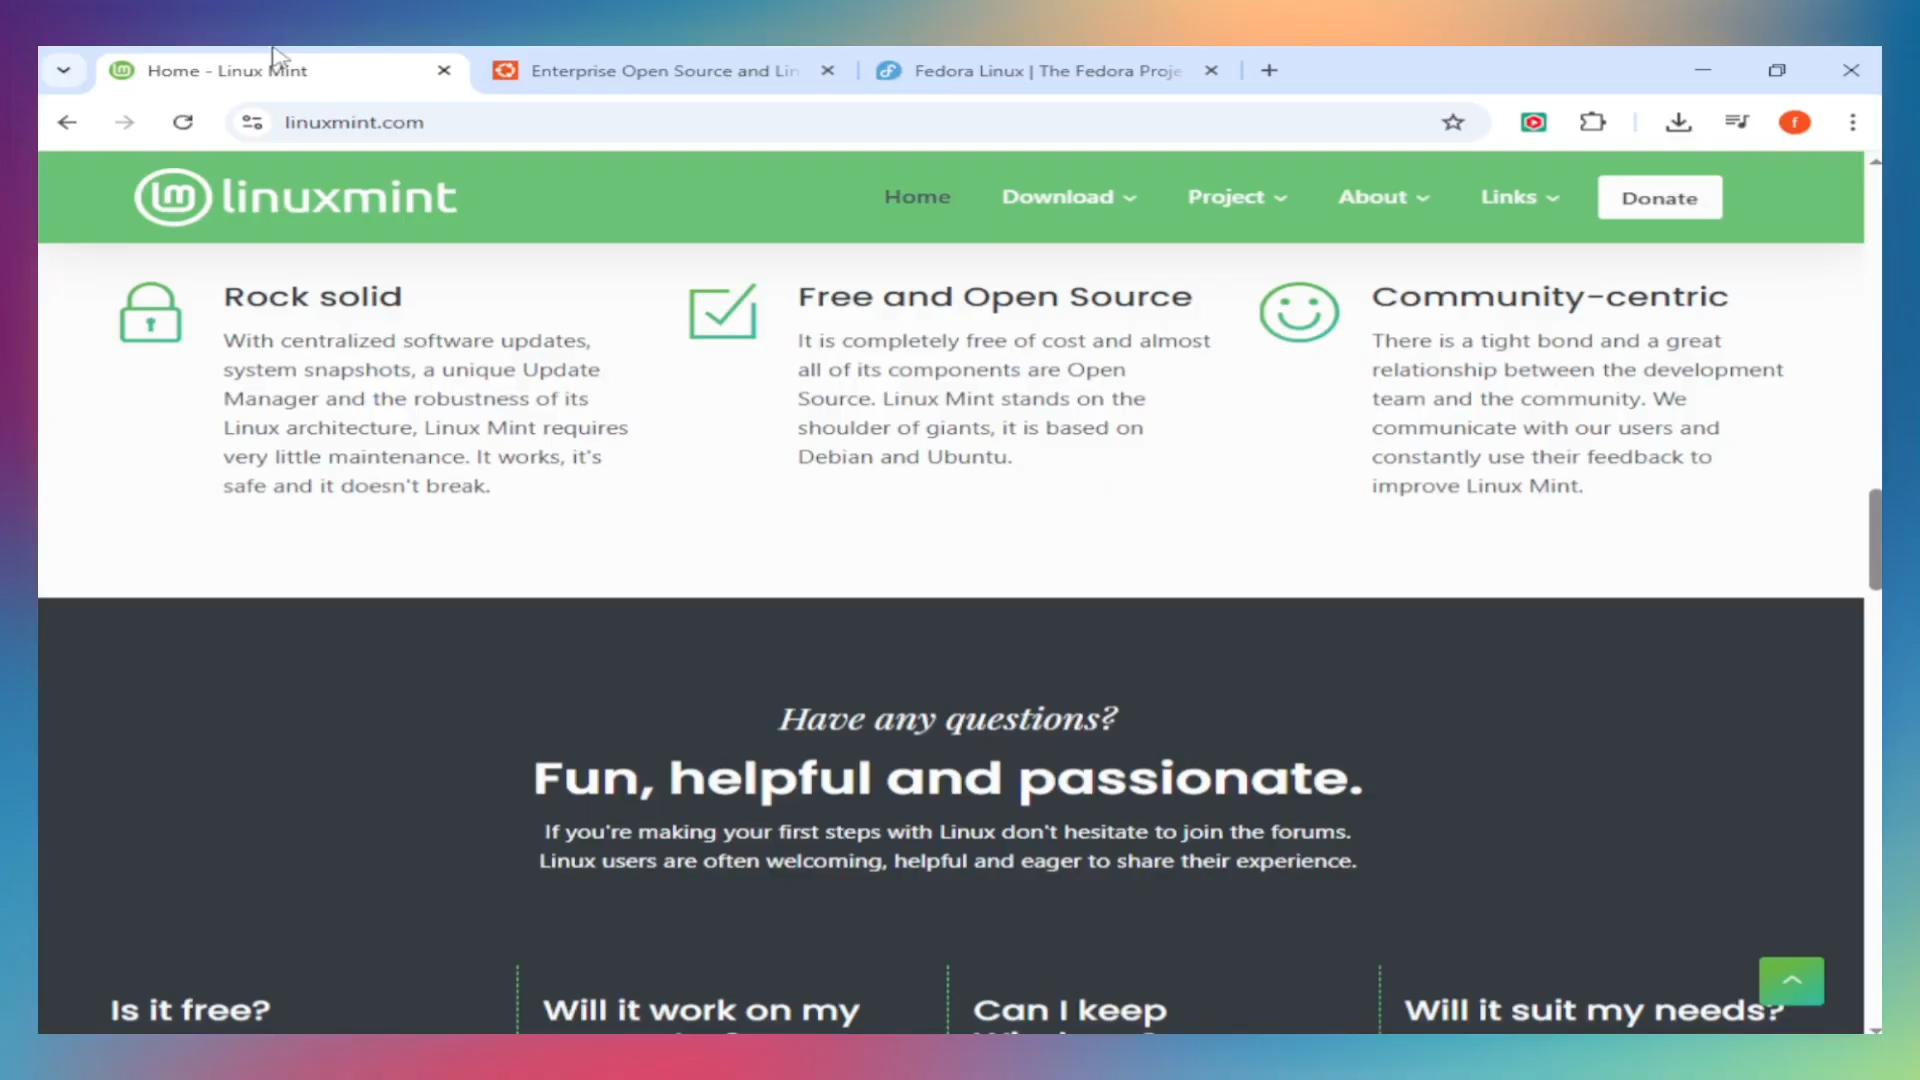 Home - Linux Mint
Enterprise Open Source and Lin
Fedora Linux | The Fedora Proje
linuxmint.com
f
lm linuxmint
Home
Download
Project
About
Links
Donate
Rock solid
With centralized software updates,
system snapshots, a unique Update
Manager and the robustness of its
Linux architecture, Linux Mint requires
very little maintenance. It works, it's
safe and it doesn't break.
Free and Open Source
It is completely free of cost and almost
all of its components are Open
Source. Linux Mint stands on the
shoulder of giants, it is based on
Debian and Ubuntu.
Community-centric
There is a tight bond and a great
relationship between the development
team and the community. We
communicate with our users and
constantly use their feedback to
improve Linux Mint.
Have any questions?
Fun, helpful and passionate.
If you're making your first steps with Linux don't hesitate to join the forums.
Linux users are often welcoming, helpful and eager to share their experience.
Is it free?
Will it work on my
Can I keep
Will it suit my needs?